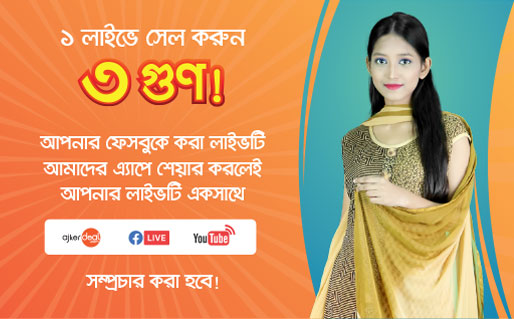 ১ লাইভে সেল করুন
৩ গুণ!
আপনার ফেসবুকে করা লাইভটি
আমাদের এ্যাপে শেয়ার করলেই
আপনার লাইভটি একসাথে
ajker deal LIVE YouTube
সম্প্রচার করা হবে!